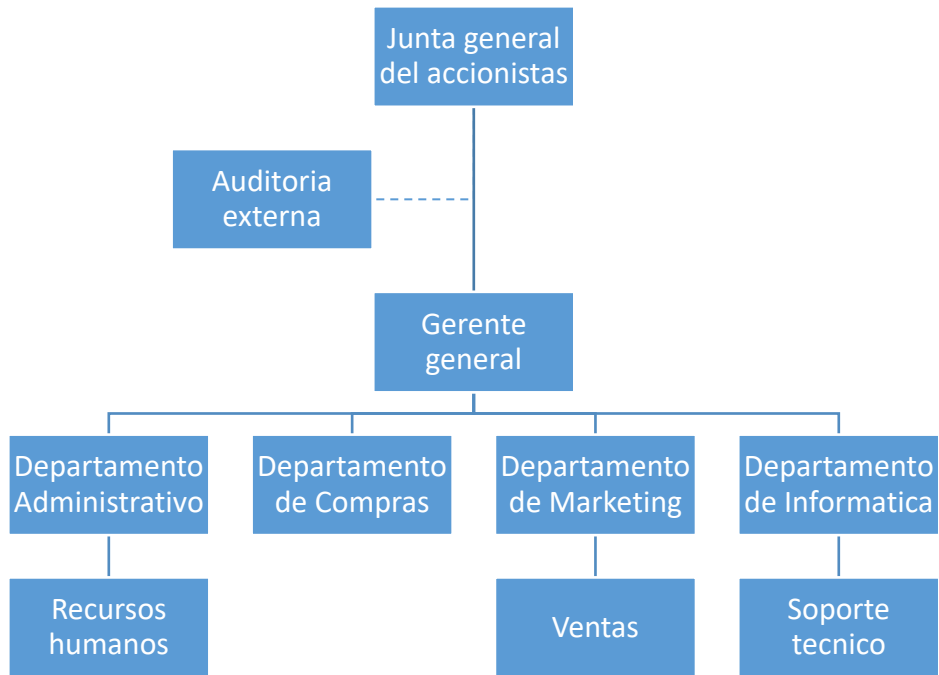 Junta general
del accionistas
Auditoria
externa
Gerente
general
Departamento
Administrativo
Departamento
de Compras
Departamento
de Marketing
Departamento
de Informatica
Recursos
humanos
Ventas
Soporte
tecnico